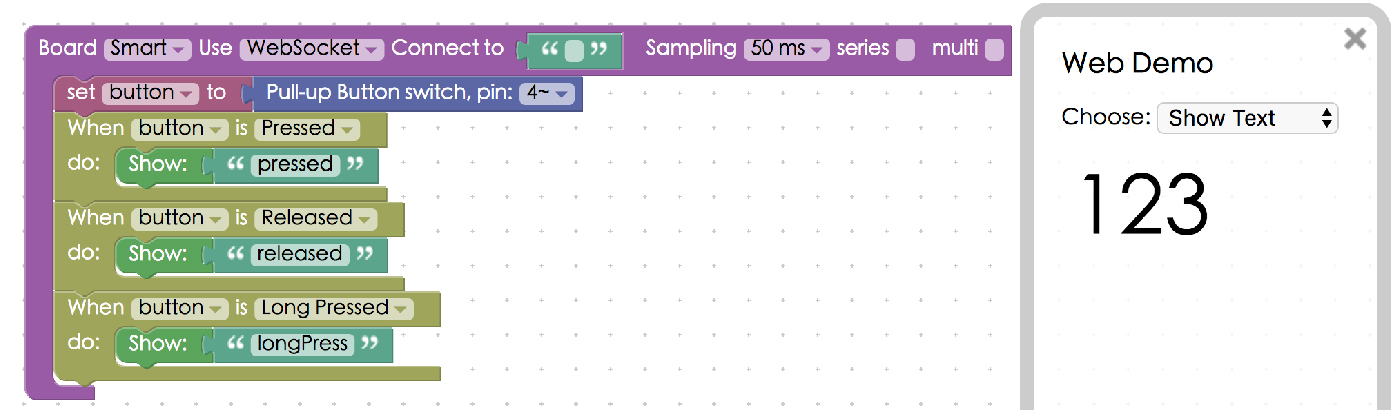 Board Smart Use WebSocket Connect to “ ” Sampling 50 ms series multi
set button to Pull-up Button switch, pin: 4~
When button is Pressed
do: Show: “ pressed ”
When button is Released
do: Show: “ released ”
When button is Long Pressed
do: Show: “ longPress ”
Web Demo
Choose: Show Text
123